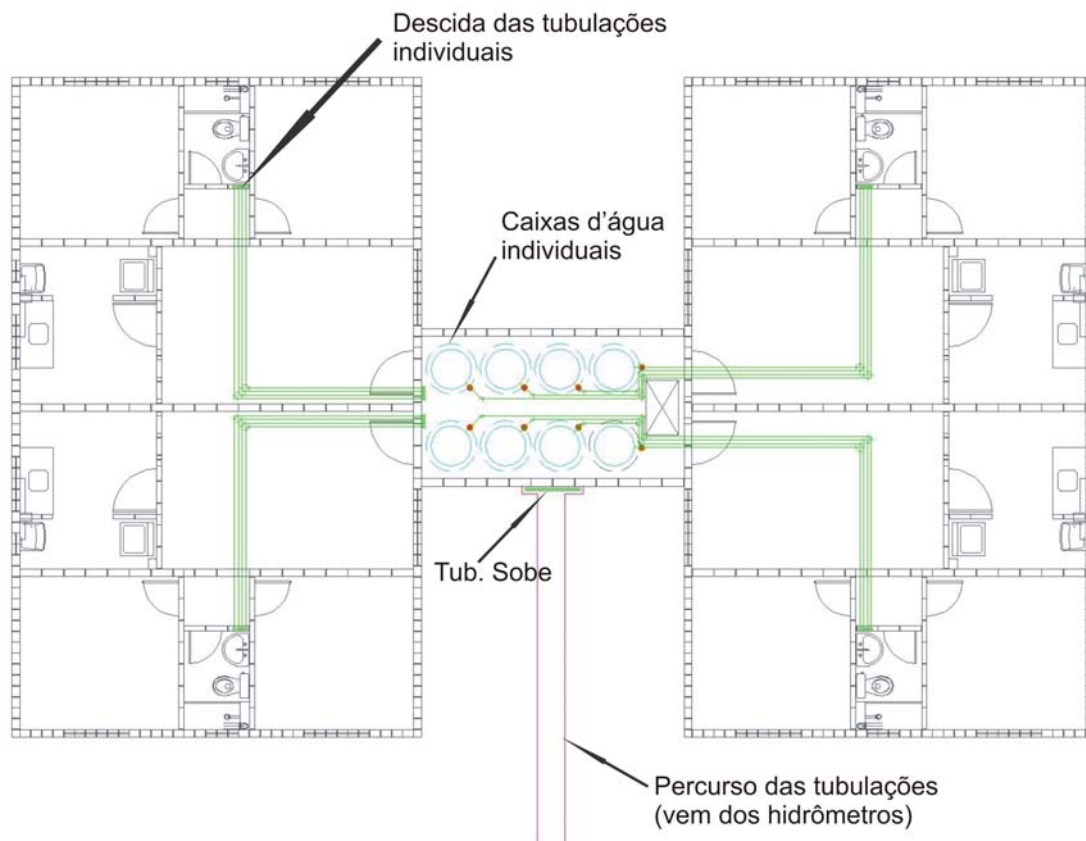 Descida das tubulações
individuais
Caixas d’água
individuais
Tub. Sobe
Percurso das tubulações
(vem dos hidrômetros)